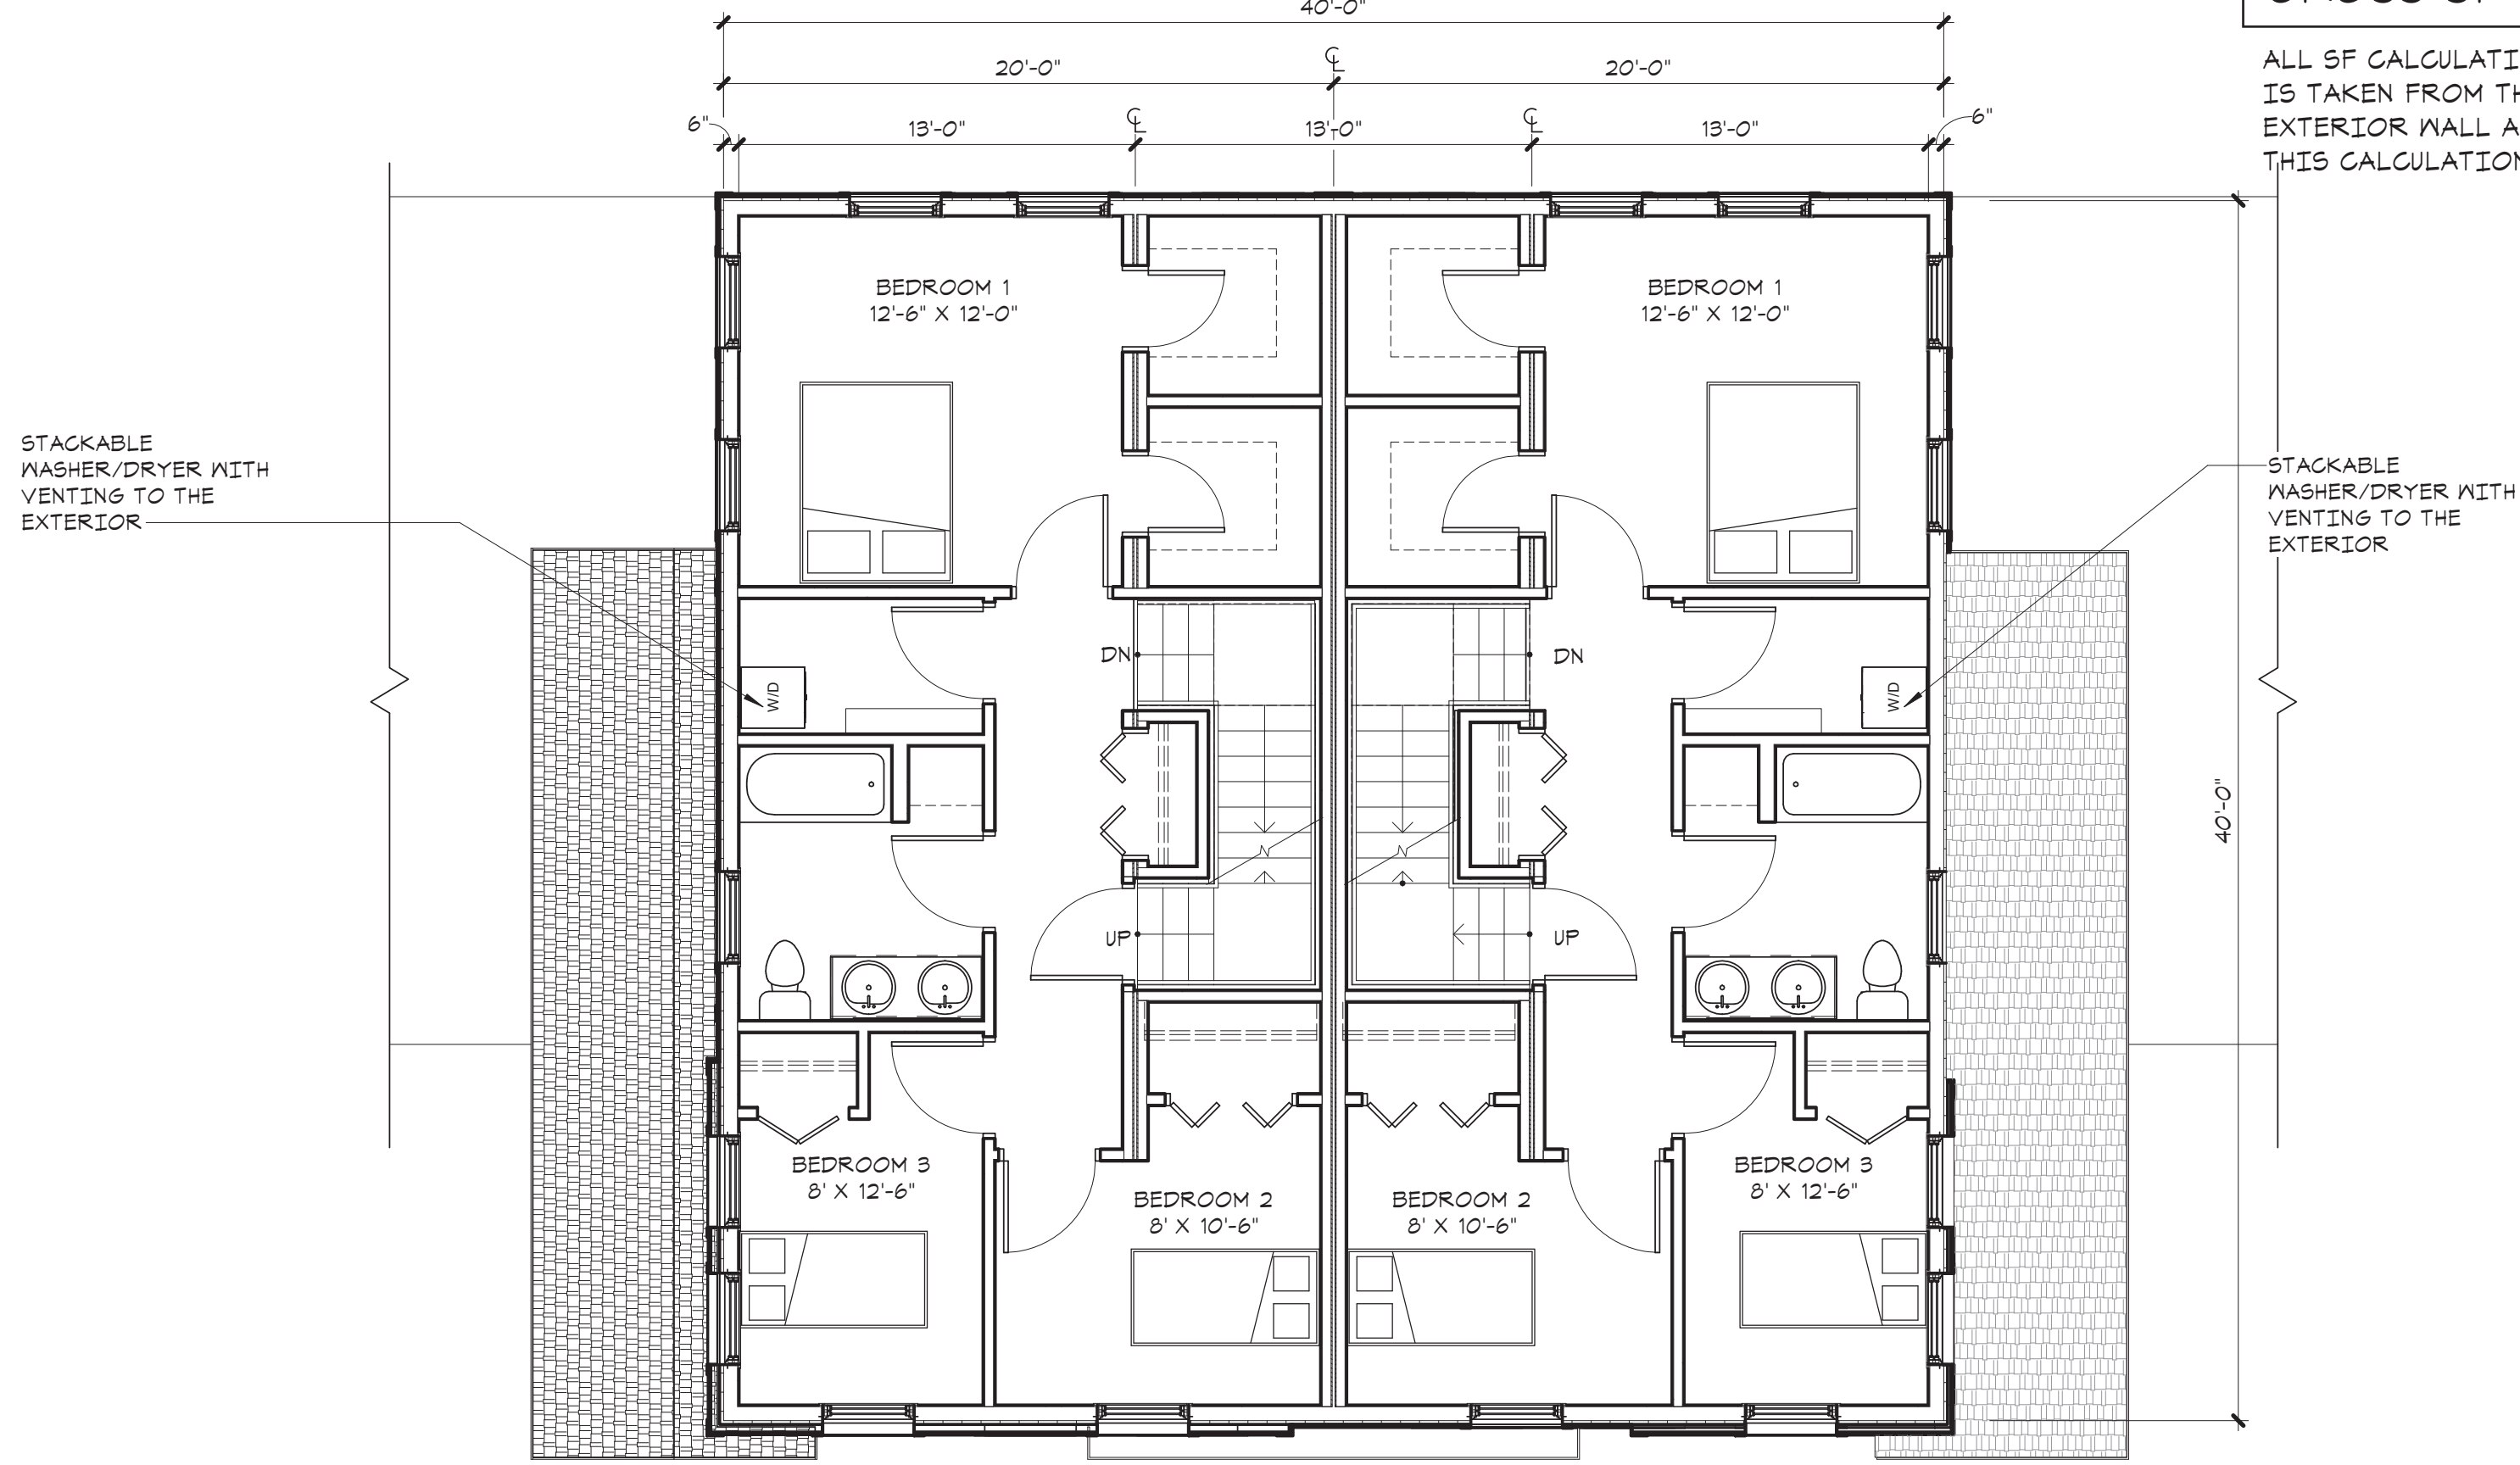 40'-0"
20'-0"
20'-0"
6"
13'-0"
13'-0"
13'-0"
6"
ALL SF CALCULATI
IS TAKEN FROM TH
EXTERIOR WALL A
THIS CALCULATION
BEDROOM 1
12'-6" X 12'-0"
BEDROOM 1
12'-6" X 12'-0"
STACKABLE
WASHER/DRYER WITH
VENTING TO THE
EXTERIOR
STACKABLE
WASHER/DRYER WITH
VENTING TO THE
EXTERIOR
DN
DN
W/D
W/D
40'-0"
UP
UP
BEDROOM 3
8' X 12'-6"
BEDROOM 2
8' X 10'-6"
BEDROOM 2
8' X 10'-6"
BEDROOM 3
8' X 12'-6"